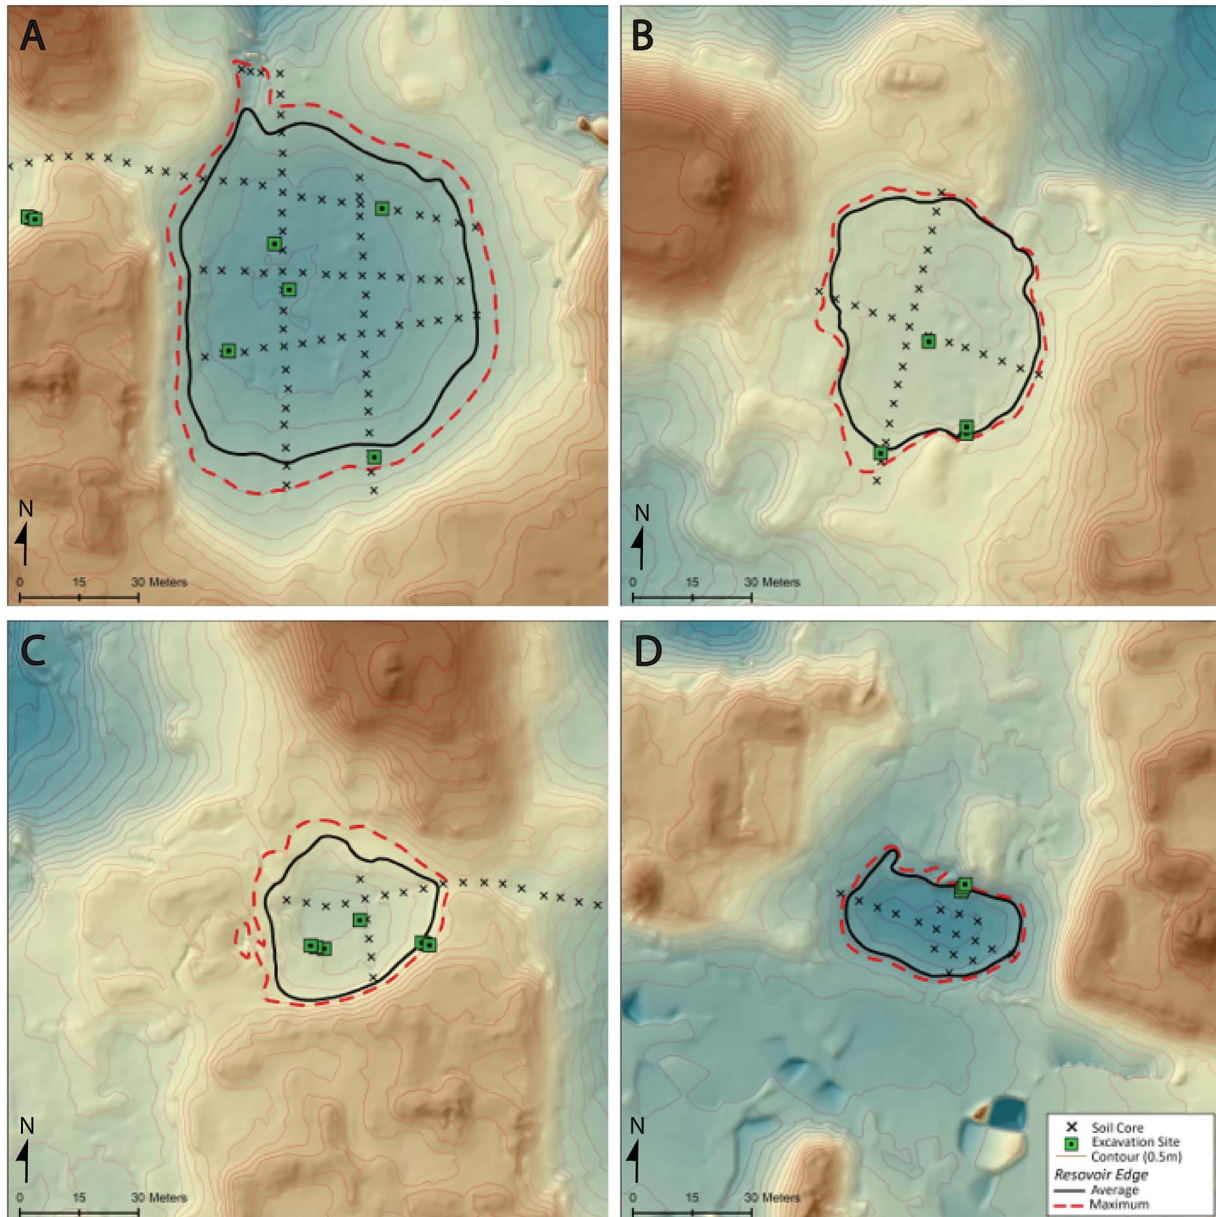 A
N
0 15 30 Meters
B
N
0 15 30 Meters
C
N
0 15 30 Meters
D
N
0 15 30 Meters
Soil Core
Excavation Site
Contour (0.5m)
Resovoir Edge
Average
Maximum